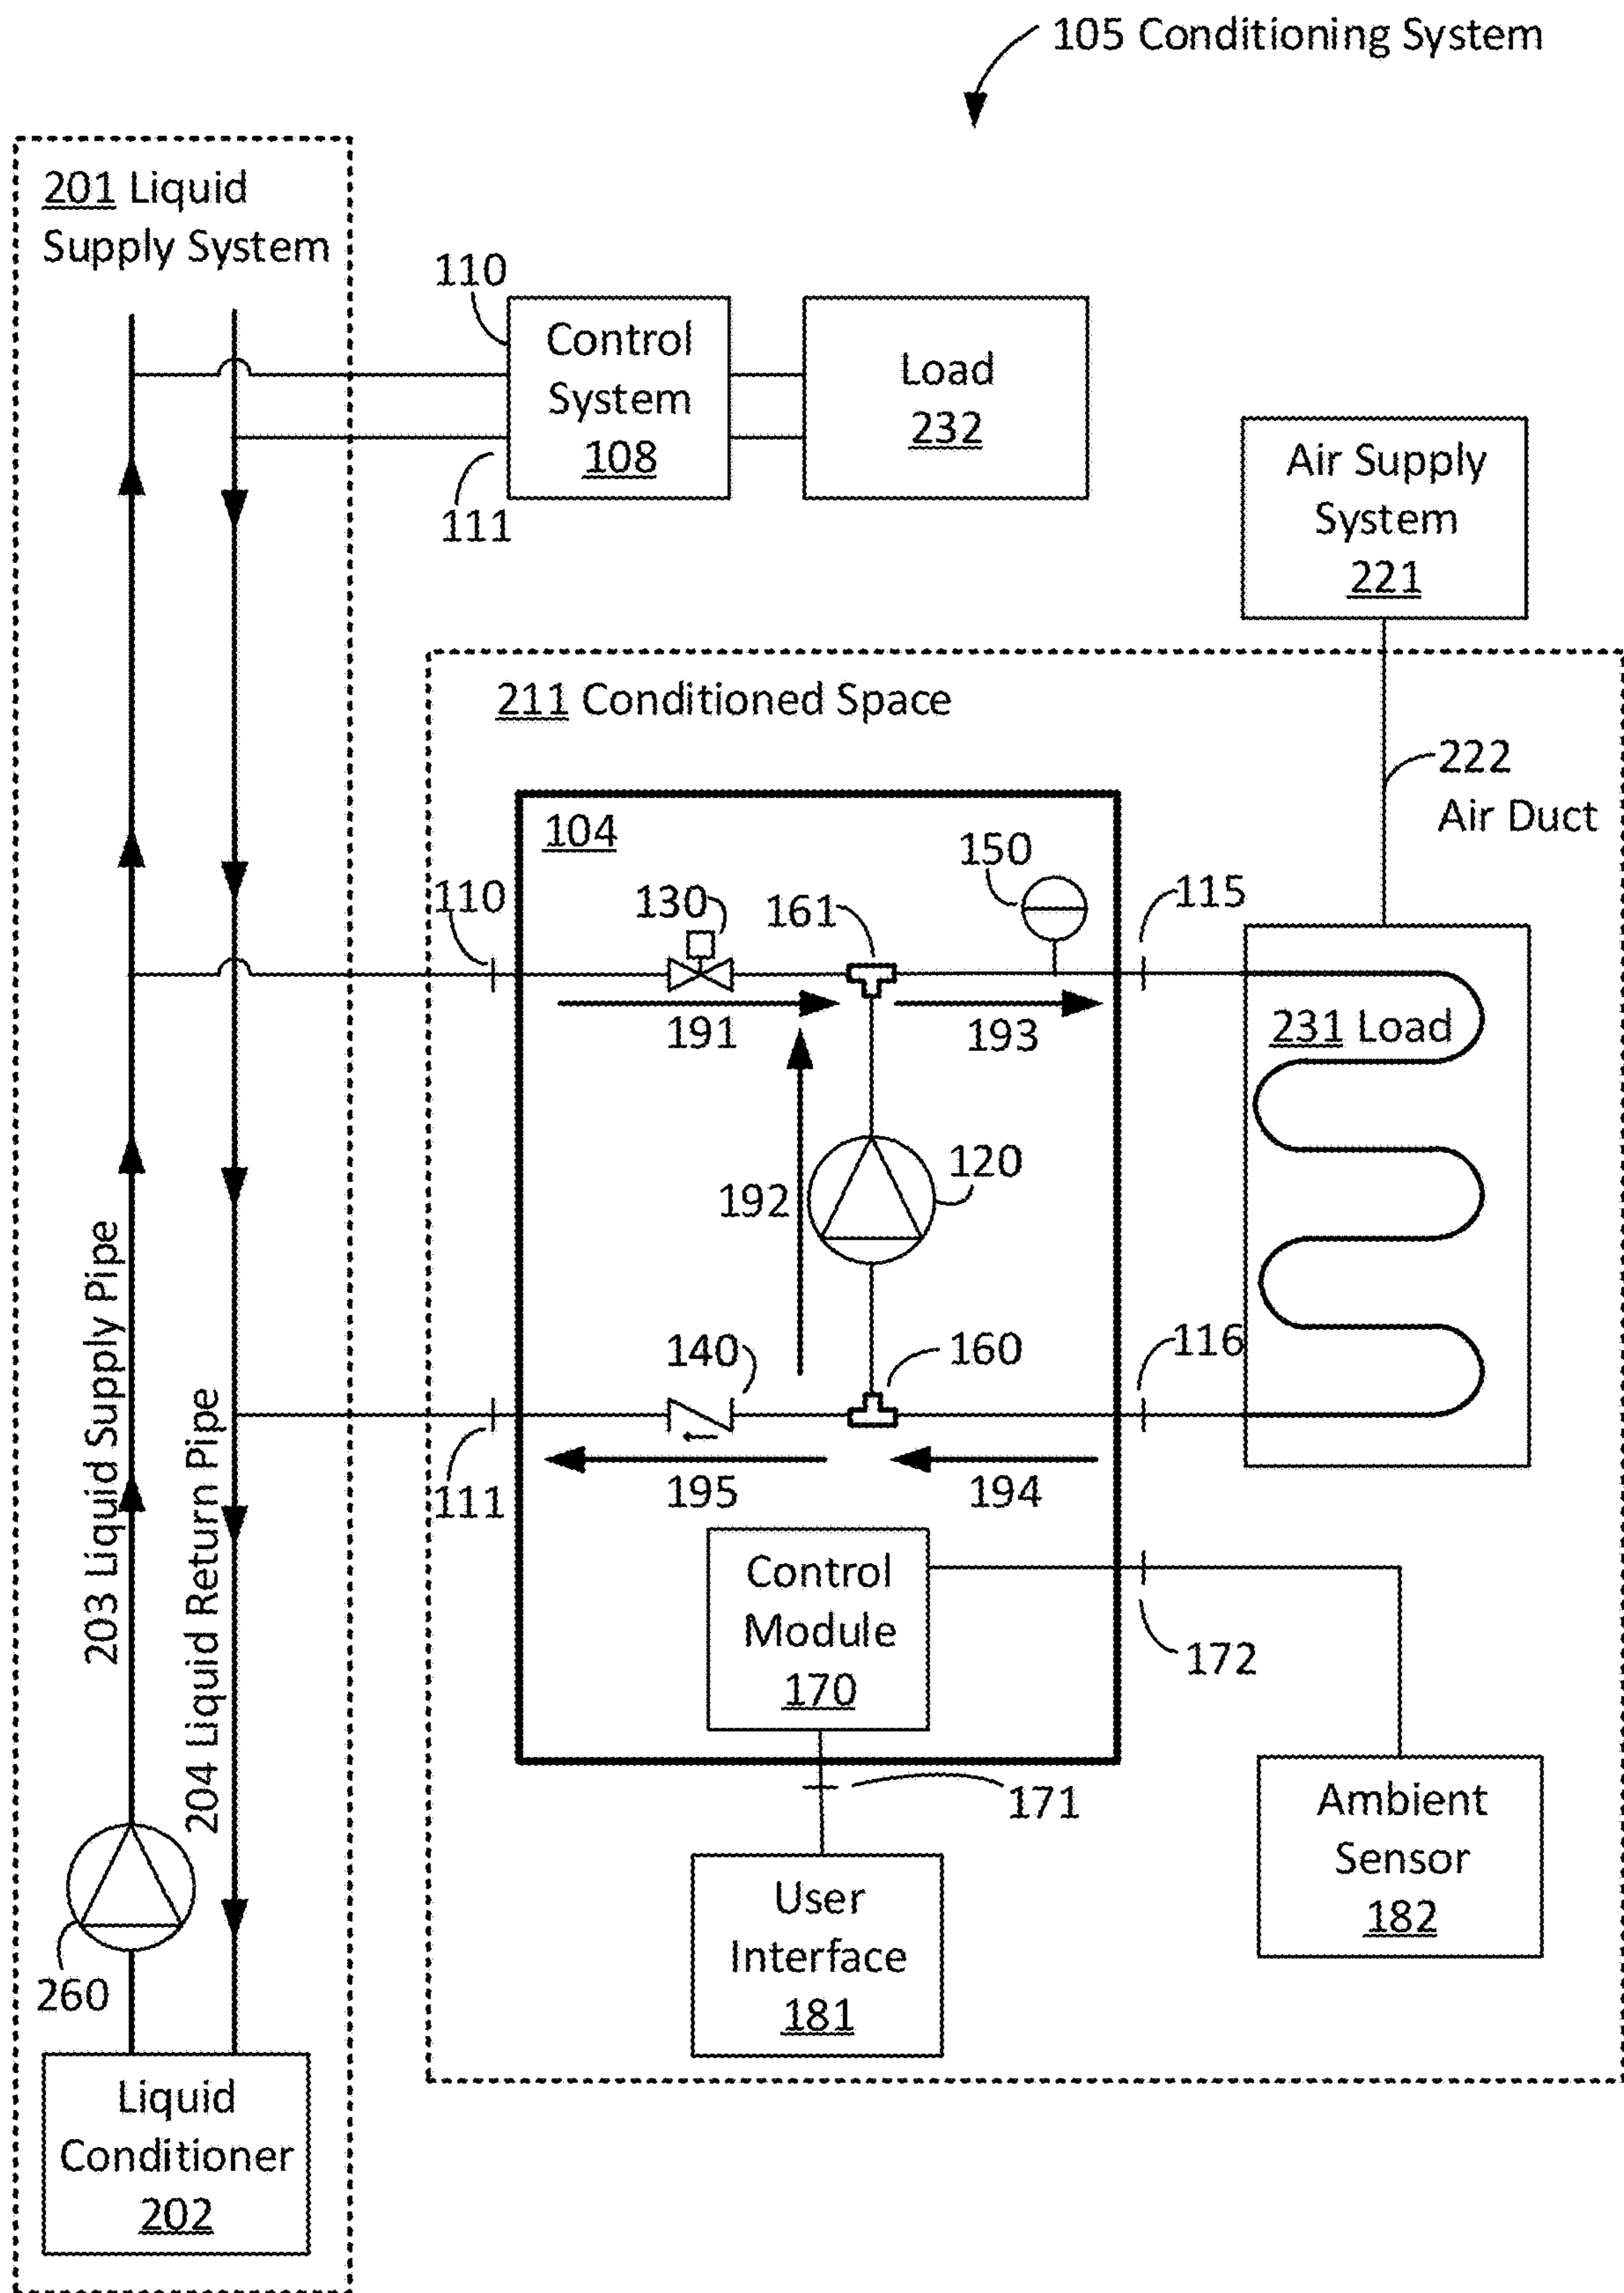 105 Conditioning System
201 Liquid
Supply System
110
Control
System
108
111
Load
232
Air Supply
System
221
211 Conditioned Space
222
Air Duct
104
110
130
161
150
115
191
193
231 Load
192
120
140
160
116
111
195
194
203 Liquid Supply Pipe
204 Liquid Return Pipe
Control
Module
170
172
171
User
Interface
181
Ambient
Sensor
182
260
Liquid
Conditioner
202